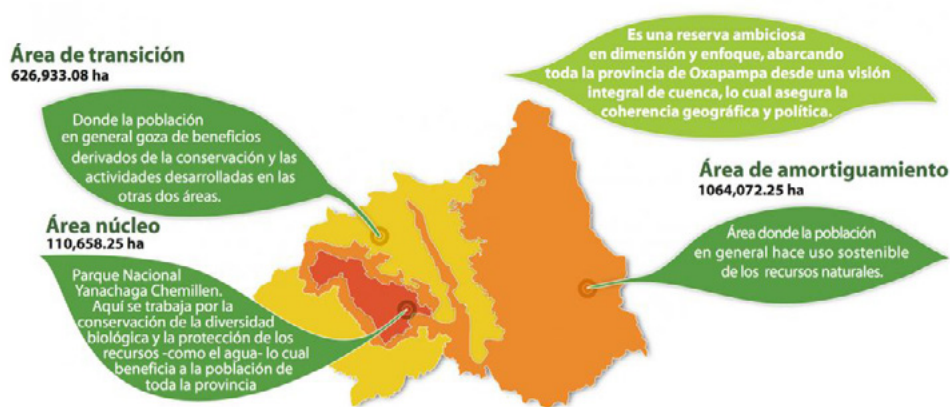 Área de transición
626,933.08 ha
Donde la población
en general goza de beneficios
derivados de la conservación y las
actividades desarrolladas en las
otras dos áreas.
Es una reserva ambiciosa
en dimensión y enfoque, abarcando
toda la provincia de Oxapampa desde una visión
integral de cuenca, lo cual asegura la
coherencia geográfica y política.
Área de amortiguamiento
1064,072.25 ha
Área donde la población
en general hace uso sostenible
de los recursos naturales.
Área núcleo
110,658.25 ha
Parque Nacional
Yanachaga Chemillen.
Aquí se trabaja por la
conservación de la diversidad
biológica y la protección de los
recursos -como el agua- lo cual
beneficia a la población de
toda la provincia